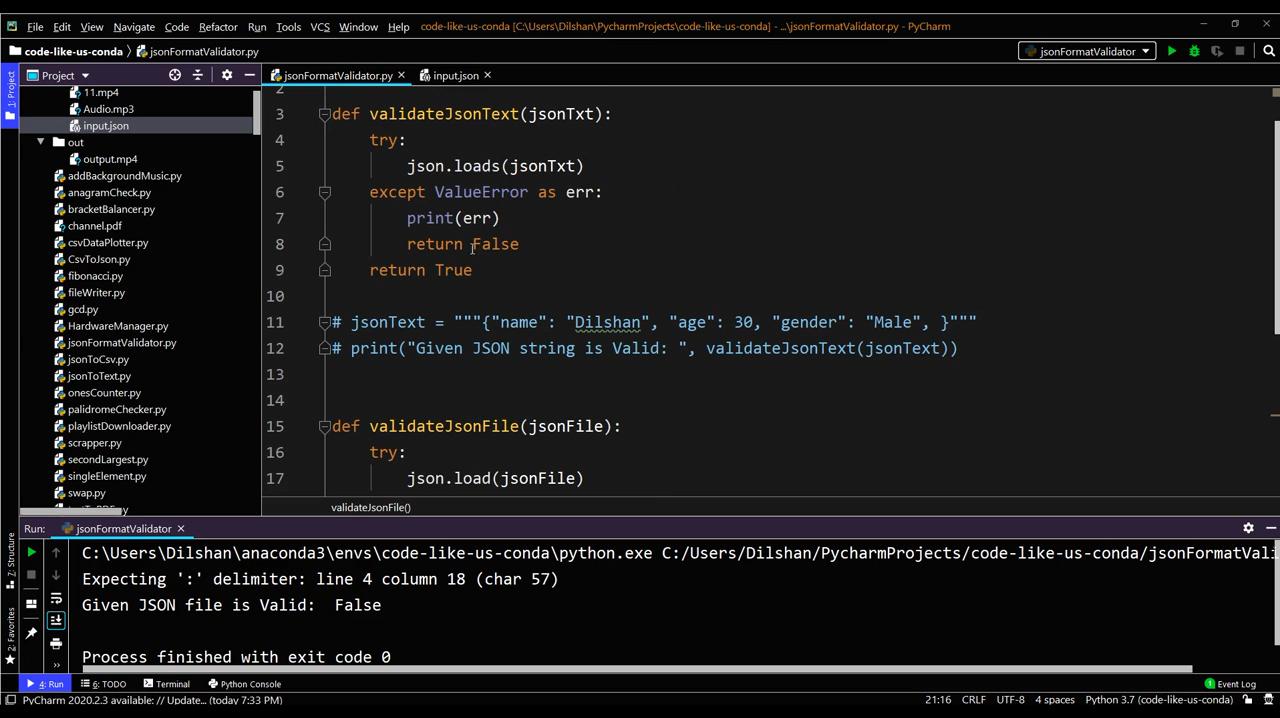 File Edit View Navigate Code Refactor Run Tools VCS Window Help code-like-us-conda [C:\Users\Dilshan\PycharmProjects\code-like-us-conda] - ...\jsonFormatValidator.py - PyCharm
code-like-us-conda jsonFormatValidator.py jsonFormatValidator
1: Project
Project jsonFormatValidator.py input.json
11.mp4
Audio.mp3
input.json
out
output.mp4
addBackgroundMusic.py
anagramCheck.py
bracketBalancer.py
channel.pdf
csvDataPlotter.py
CsvToJson.py
fibonacci.py
fileWriter.py
gcd.py
HardwareManager.py
jsonFormatValidator.py
jsonToCsv.py
jsonToText.py
onesCounter.py
palidromeChecker.py
playlistDownloader.py
scrapper.py
secondLargest.py
singleElement.py
swap.py
2
3 def validateJsonText(jsonTxt):
4 try:
5 json.loads(jsonTxt)
6 except ValueError as err:
7 print(err)
8 return False
9 return True
10
11 # jsonText = """{"name": "Dilshan", "age": 30, "gender": "Male", }"""
12 # print("Given JSON string is Valid: ", validateJsonText(jsonText))
13
14
15 def validateJsonFile(jsonFile):
16 try:
17 json.load(jsonFile)
validateJsonFile()
Run: jsonFormatValidator
C:\Users\Dilshan\anaconda3\envs\code-like-us-conda\python.exe C:/Users/Dilshan/PycharmProjects/code-like-us-conda/jsonFormatVali
Expecting ':' delimiter: line 4 column 18 (char 57)
Given JSON file is Valid:  False
Process finished with exit code 0
Z: Structure
2: Favorites
4: Run 6: TODO Terminal Python Console 1 Event Log
PyCharm 2020.2.3 available: // Update... (today 7:33 PM) 21:16 CRLF UTF-8 4 spaces Python 3.7 (code-like-us-conda)